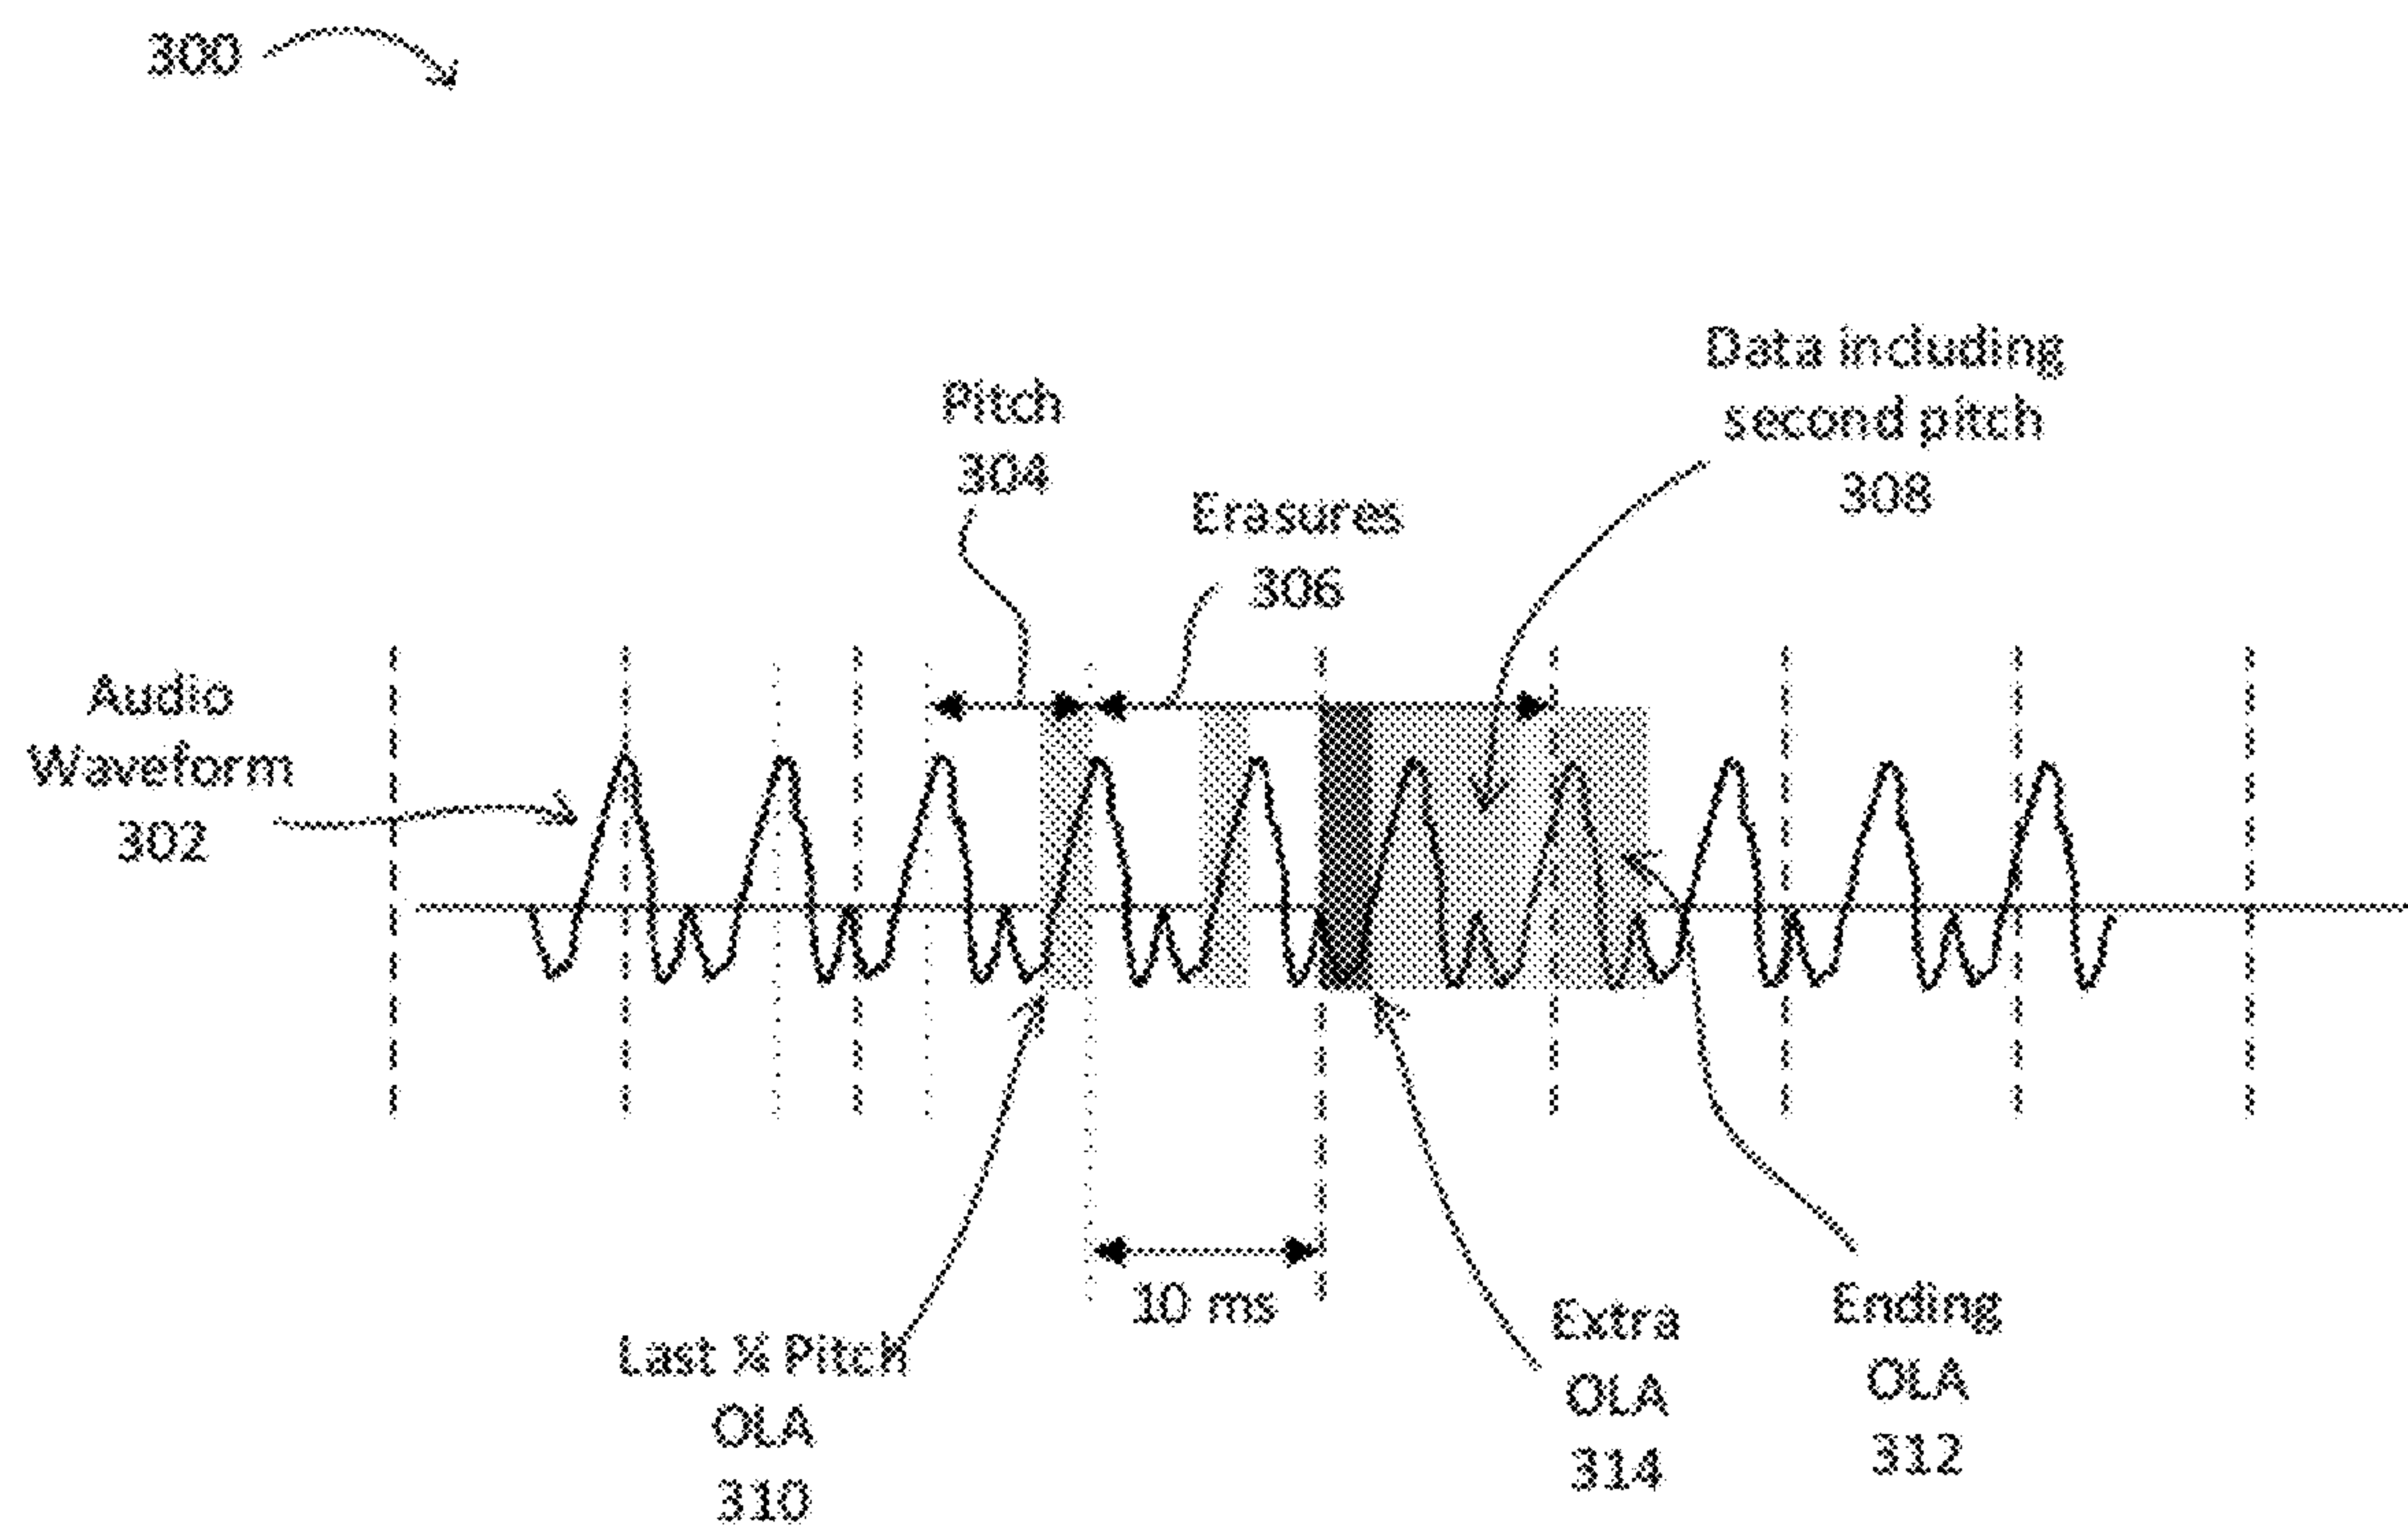 300
Pitch
304
Erasures
306
Data including
second pitch
308
Audio
Waveform
302
10 ms
Last ¼ Pitch
OLA
310
Extra
OLA
314
Ending
OLA
312